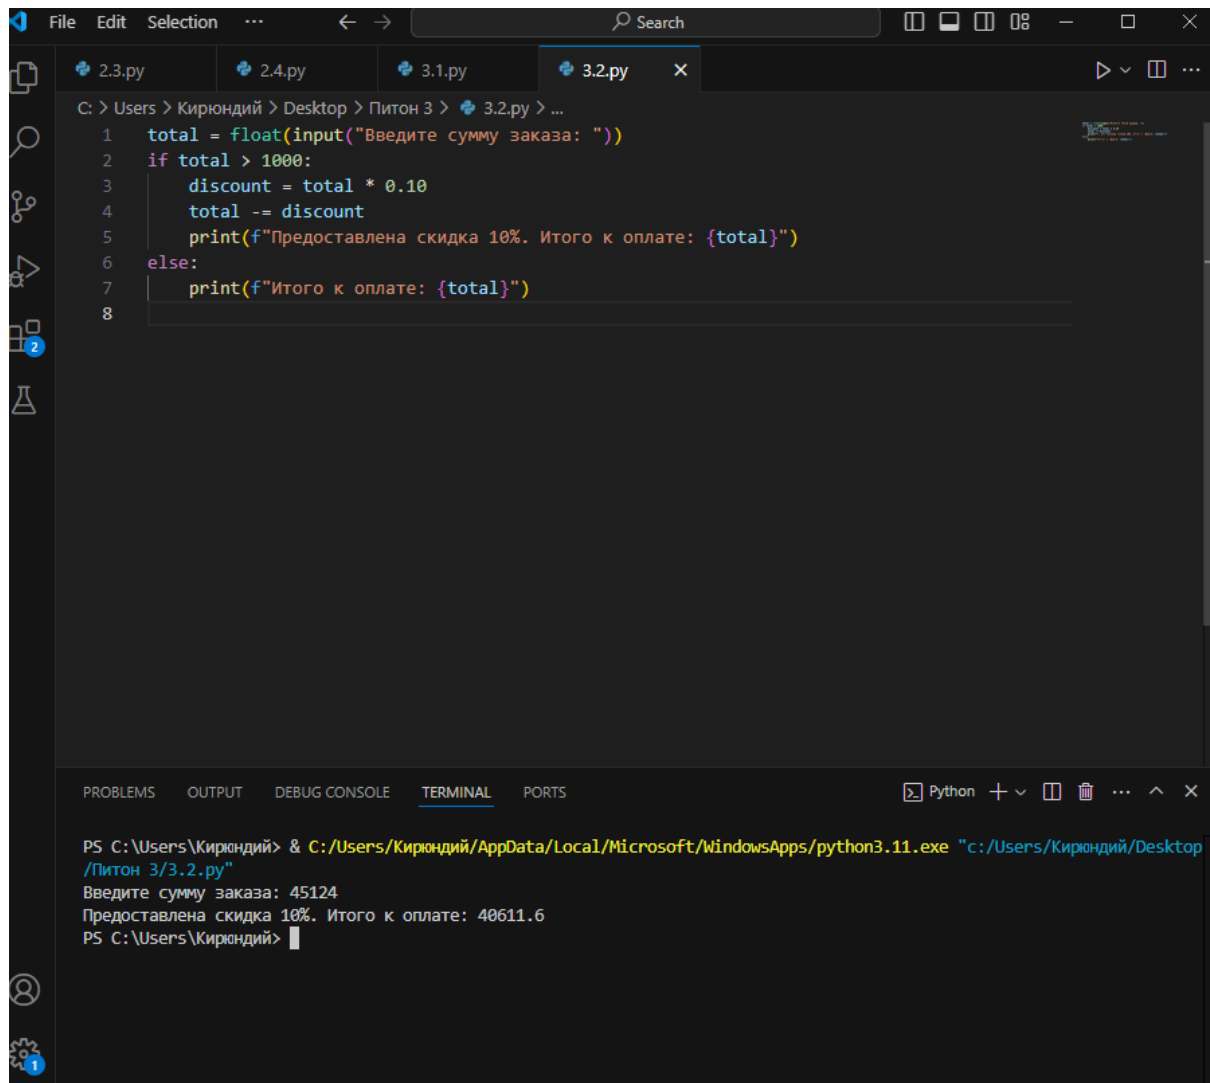 File Edit Selection ··· ← → Search
2.3.py 2.4.py 3.1.py 3.2.py ×
C: > Users > Кирюндий > Desktop > Питон 3 > 3.2.py > ...
1 total = float(input("Введите сумму заказа: "))
2 if total > 1000:
3 discount = total * 0.10
4 total -= discount
5 print(f"Предоставлена скидка 10%. Итого к оплате: {total}")
6 else:
7 print(f"Итого к оплате: {total}")
8
2
PROBLEMS OUTPUT DEBUG CONSOLE TERMINAL PORTS Python
PS C:\Users\Кирюндий> & C:/Users/Кирюндий/AppData/Local/Microsoft/WindowsApps/python3.11.exe "c:/Users/Кирюндий/Desktop
/Питон 3/3.2.py"
Введите сумму заказа: 45124
Предоставлена скидка 10%. Итого к оплате: 40611.6
PS C:\Users\Кирюндий>
1